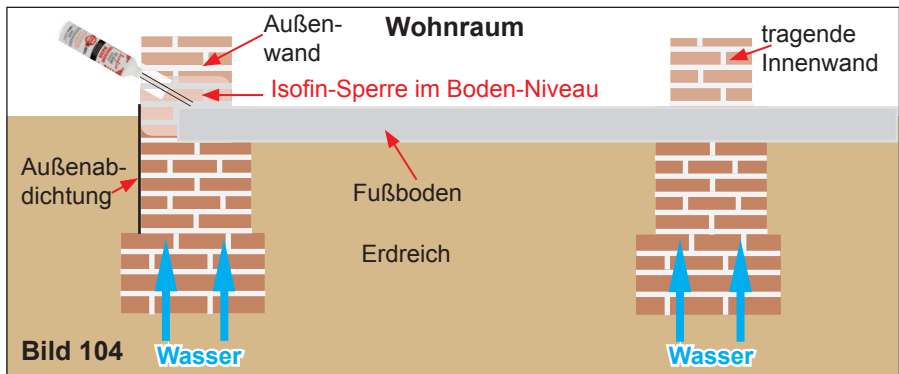 Außen-
wand
Wohnraum
tragende
Innenwand
Isofin-Sperre im Boden-Niveau
Außenab-
dichtung
Fußboden
Erdreich
Bild 104
Wasser
Wasser